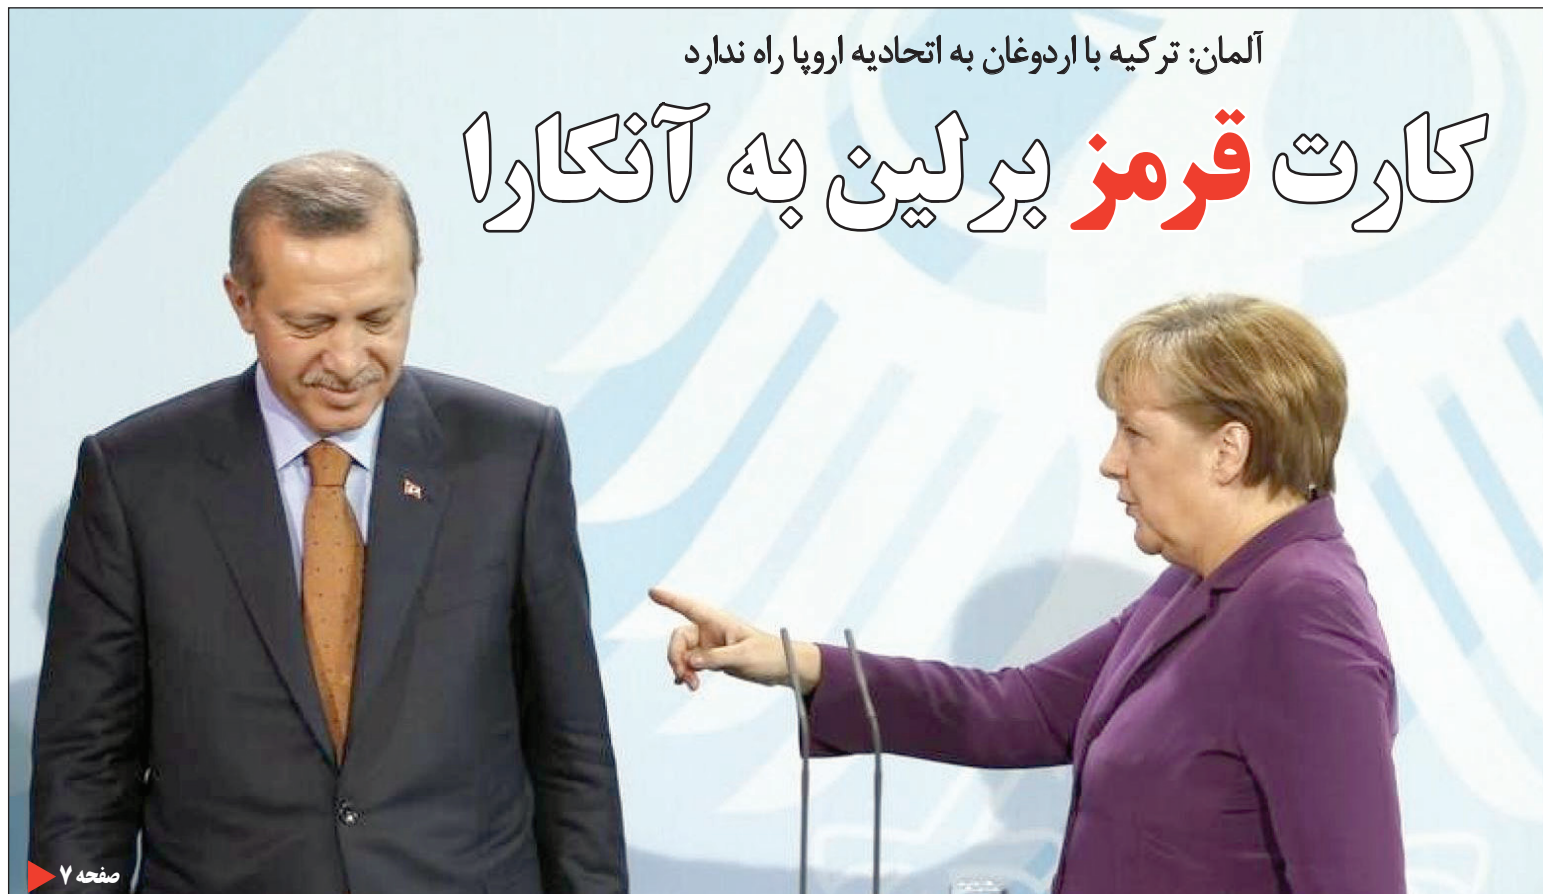 آلمان: ترکیه با اردوغان به اتحادیه اروپا راه ندارد
کارت قرمز برلین به آنکارا
صفحه ۷